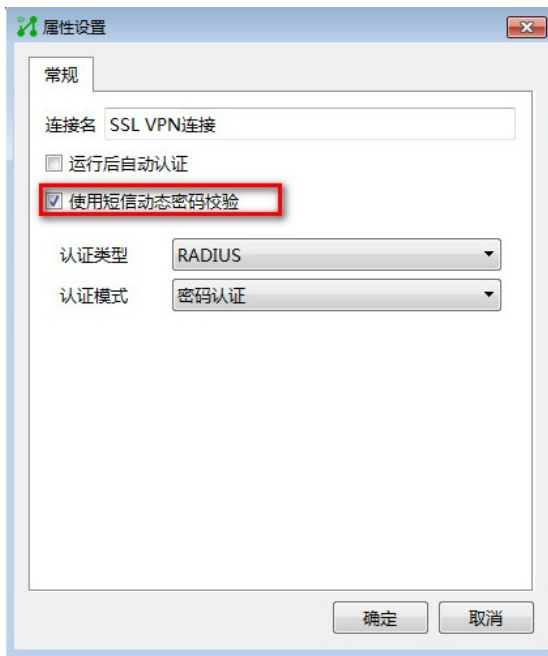 属性设置
常规
连接名 SSL VPN连接
运行后自动认证
使用短信动态密码校验
认证类型 RADIUS
认证模式 密码认证
确定 取消